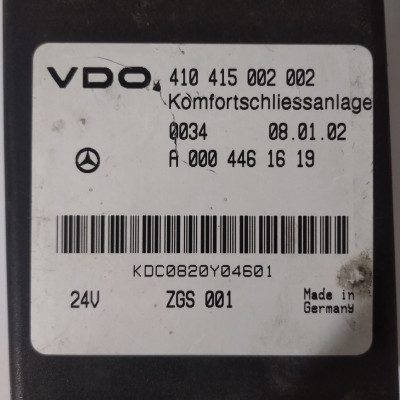 VDO 410 415 002 002
Komfortschliessanlage
0034 08.01.02
A 000 446 16 19
KDC0820Y04601
24V ZGS 001 Made in
Germany